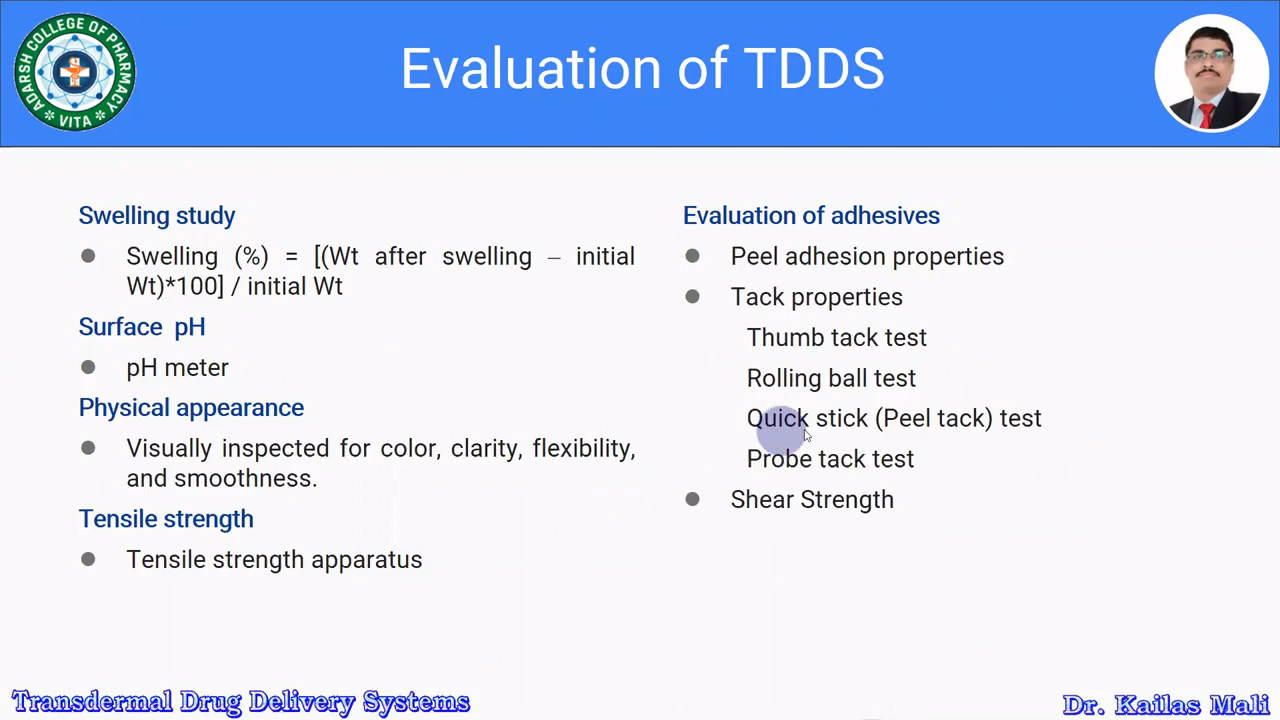 ADARSH COLLEGE OF PHARMACY
VITA
Evaluation of TDDS
Swelling study
Swelling (%) = [(Wt after swelling – initial
Wt)*100] / initial Wt
Surface pH
pH meter
Physical appearance
Visually inspected for color, clarity, flexibility,
and smoothness.
Tensile strength
Tensile strength apparatus
Evaluation of adhesives
Peel adhesion properties
Tack properties
Thumb tack test
Rolling ball test
Quick stick (Peel tack) test
Probe tack test
Shear Strength
Transdermal Drug Delivery Systems
Dr. Kailas Mali